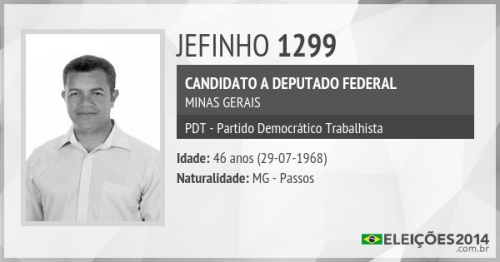 JEFINHO 1299
CANDIDATO A DEPUTADO FEDERAL
MINAS GERAIS
PDT - Partido Democrático Trabalhista
Idade: 46 anos (29-07-1968)
Naturalidade: MG - Passos
ELEIÇÕES2014
.com.br